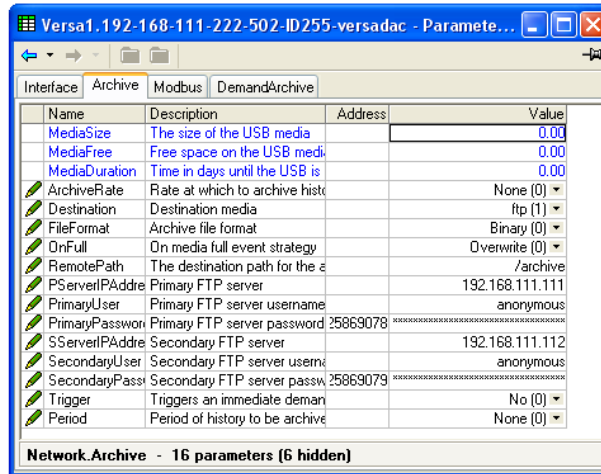 Versa1.192-168-111-222-502-ID255-versadac - Paramete...
Interface Archive Modbus DemandArchive
Name Description Address Value
MediaSize The size of the USB media 0.00
MediaFree Free space on the USB medi 0.00
MediaDuration Time in days until the USB is 0.00
ArchiveRate Rate at which to archive histo None (0)
Destination Destination media ftp (1)
FileFormat Archive file format Binary (0)
OnFull On media full event strategy Overwrite (0)
RemotePath The destination path for the a /archive
PServerIPAddre Primary FTP server 192.168.111.111
PrimaryUser Primary FTP server username anonymous
PrimaryPassword Primary FTP server password 25869078 ******************************
SServerIPAddre Secondary FTP server 192.168.111.112
SecondaryUser Secondary FTP server userna anonymous
SecondaryPass Secondary FTP server passw 25869079 ******************************
Trigger Triggers an immediate deman No (0)
Period Period of history to be archive None (0)
Network.Archive - 16 parameters (6 hidden)